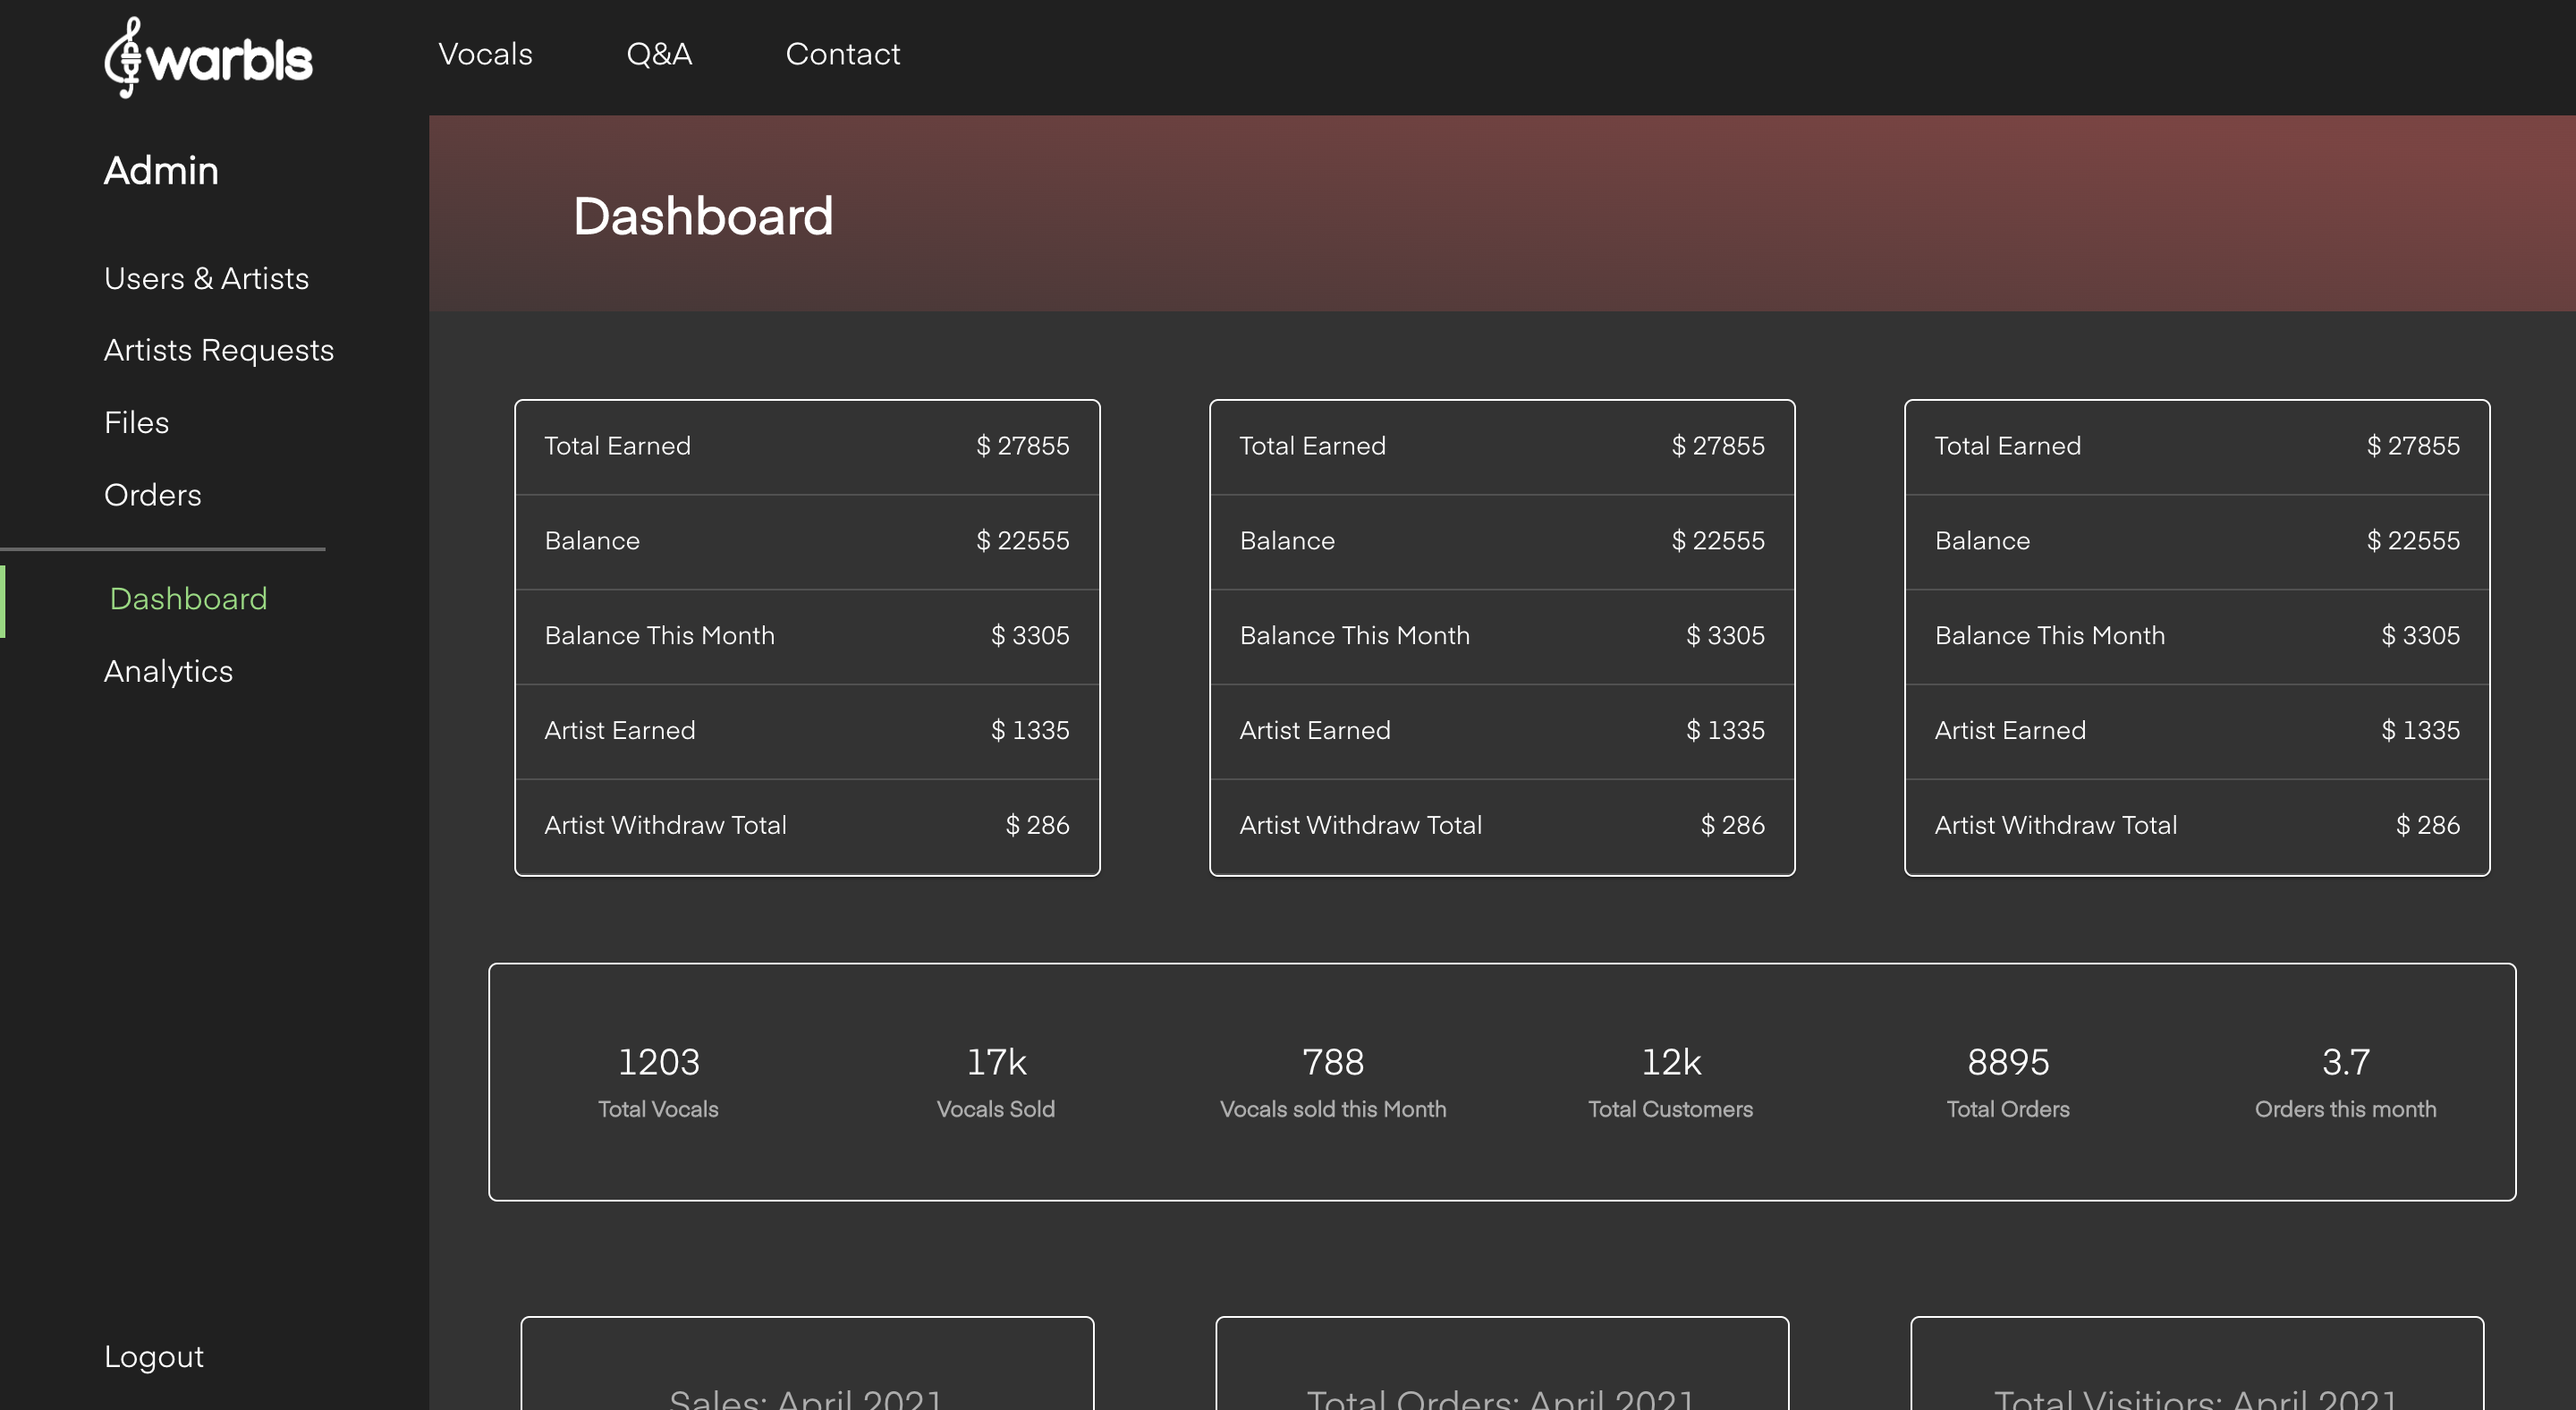 warbls
Vocals
Q&A
Contact
Admin
Users & Artists
Artists Requests
Files
Orders
Dashboard
Analytics
Logout
Dashboard
Total Earned $ 27855
Balance $ 22555
Balance This Month $ 3305
Artist Earned $ 1335
Artist Withdraw Total $ 286
Total Earned $ 27855
Balance $ 22555
Balance This Month $ 3305
Artist Earned $ 1335
Artist Withdraw Total $ 286
Total Earned $ 27855
Balance $ 22555
Balance This Month $ 3305
Artist Earned $ 1335
Artist Withdraw Total $ 286
1203
Total Vocals
17k
Vocals Sold
788
Vocals sold this Month
12k
Total Customers
8895
Total Orders
3.7
Orders this month
Sales: April 2021
Total Orders: April 2021
Total Visitiors: April 2021